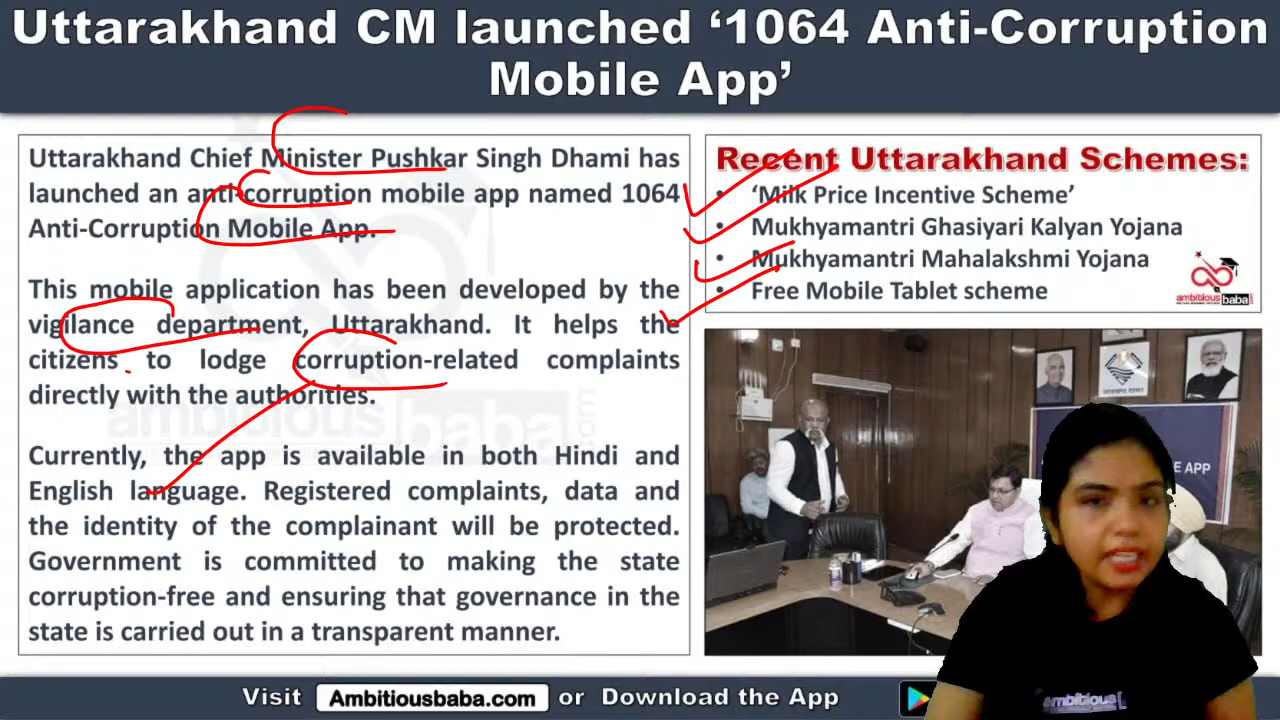 Uttarakhand CM launched ‘1064 Anti-Corruption
Mobile App’
Uttarakhand Chief Minister Pushkar Singh Dhami has
launched an anti-corruption mobile app named 1064
Anti-Corruption Mobile App.
This mobile application has been developed by the
vigilance department, Uttarakhand. It helps the
citizens to lodge corruption-related complaints
directly with the authorities.
Currently, the app is available in both Hindi and
English language. Registered complaints, data and
the identity of the complainant will be protected.
Government is committed to making the state
corruption-free and ensuring that governance in the
state is carried out in a transparent manner.
Recent Uttarakhand Schemes:
• ‘Milk Price Incentive Scheme’
• Mukhyamantri Ghasiyari Kalyan Yojana
• Mukhyamantri Mahalakshmi Yojana
• Free Mobile Tablet scheme
ambitiousbaba
E APP
ambitious
Visit Ambitiousbaba.com or Download the App
ambitiousbaba.com